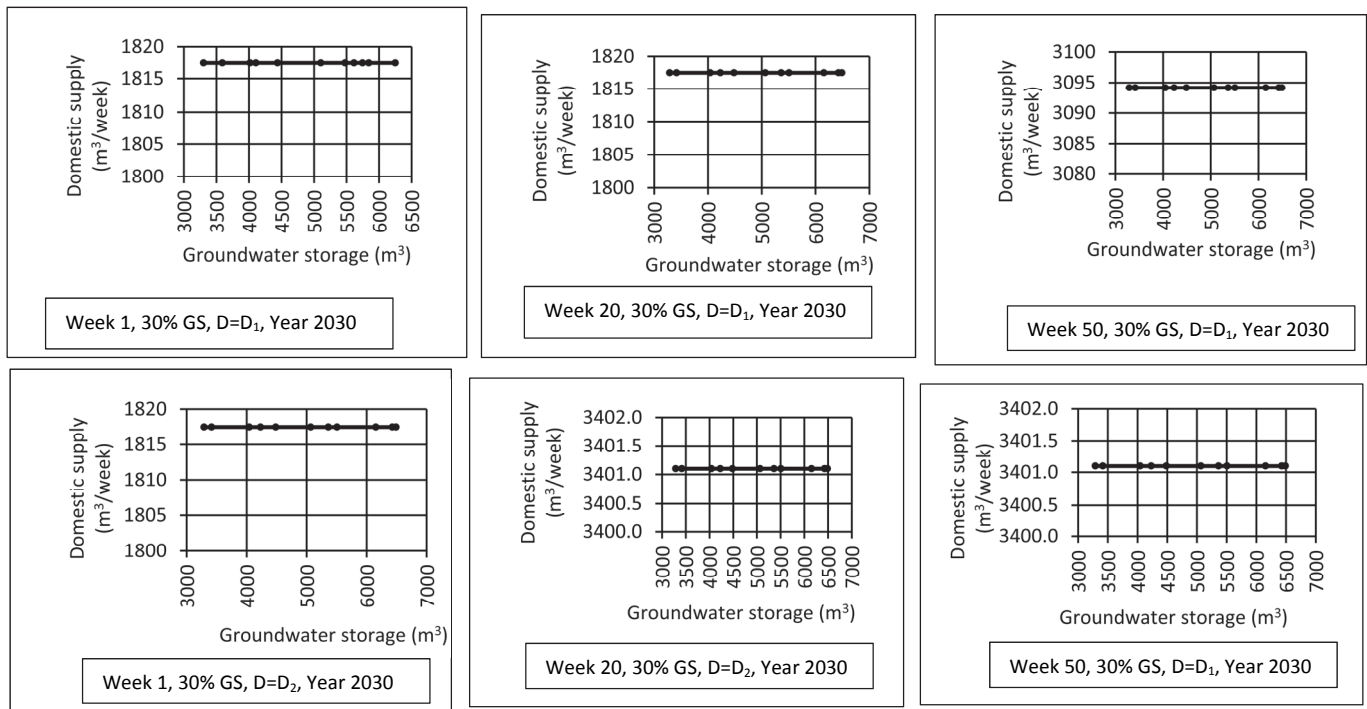 Domestic supply
(m³/week)
1820
1815
1810
1805
1800
3000
3500
4000
4500
5000
5500
6000
6500
Groundwater storage (m³)
Week 1, 30% GS, D=D₁, Year 2030
Domestic supply
(m³/week)
1820
1815
1810
1805
1800
3000
4000
5000
6000
7000
Groundwater storage (m³)
Week 20, 30% GS, D=D₁, Year 2030
Domestic supply
(m³/week)
3100
3095
3090
3085
3080
3000
4000
5000
6000
7000
Groundwater storage (m³)
Week 50, 30% GS, D=D₁, Year 2030
Domestic supply
(m³/week)
1820
1815
1810
1805
1800
3000
4000
5000
6000
7000
Groundwater storage (m³)
Week 1, 30% GS, D=D₂, Year 2030
Domestic supply
(m³/week)
3402.0
3401.5
3401.0
3400.5
3400.0
3000
3500
4000
4500
5000
5500
6000
6500
7000
Groundwater storage (m³)
Week 20, 30% GS, D=D₂, Year 2030
Domestic supply
(m³/week)
3402.0
3401.5
3401.0
3400.5
3400.0
3000
3500
4000
4500
5000
5500
6000
6500
7000
Groundwater storage (m³)
Week 50, 30% GS, D=D₁, Year 2030